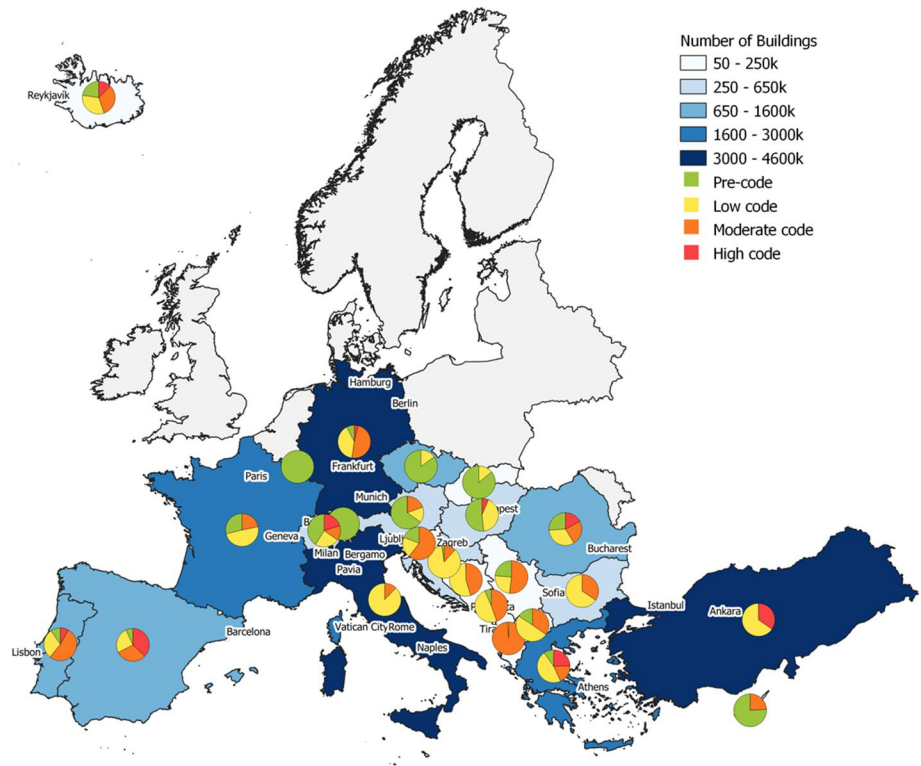 Number of Buildings
50 - 250k
250 - 650k
650 - 1600k
1600 - 3000k
3000 - 4600k
Pre-code
Low code
Moderate code
High code
Reykjavík
Hamburg
Berlin
Paris
Frankfurt
Munich
Geneva
Milan
Bergamo
Pavia
Zagreb
Bucharest
Sofia
Istanbul
Ankara
Barcelona
Lisbon
Vatican City
Rome
Naples
Athens